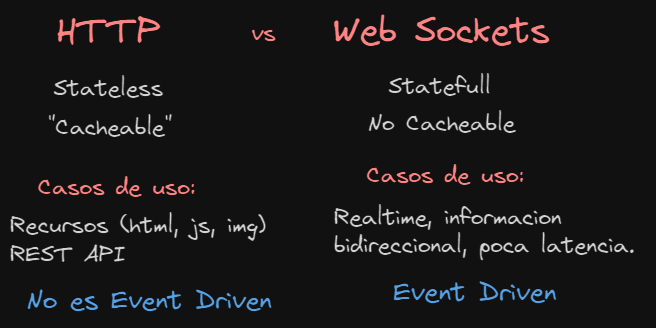 HTTP vs Web Sockets
Stateless
"Cacheable"
Casos de uso:
Recursos (html, js, img)
REST API
No es Event Driven
Statefull
No Cacheable
Casos de uso:
Realtime, informacion
bidireccional, poca latencia.
Event Driven